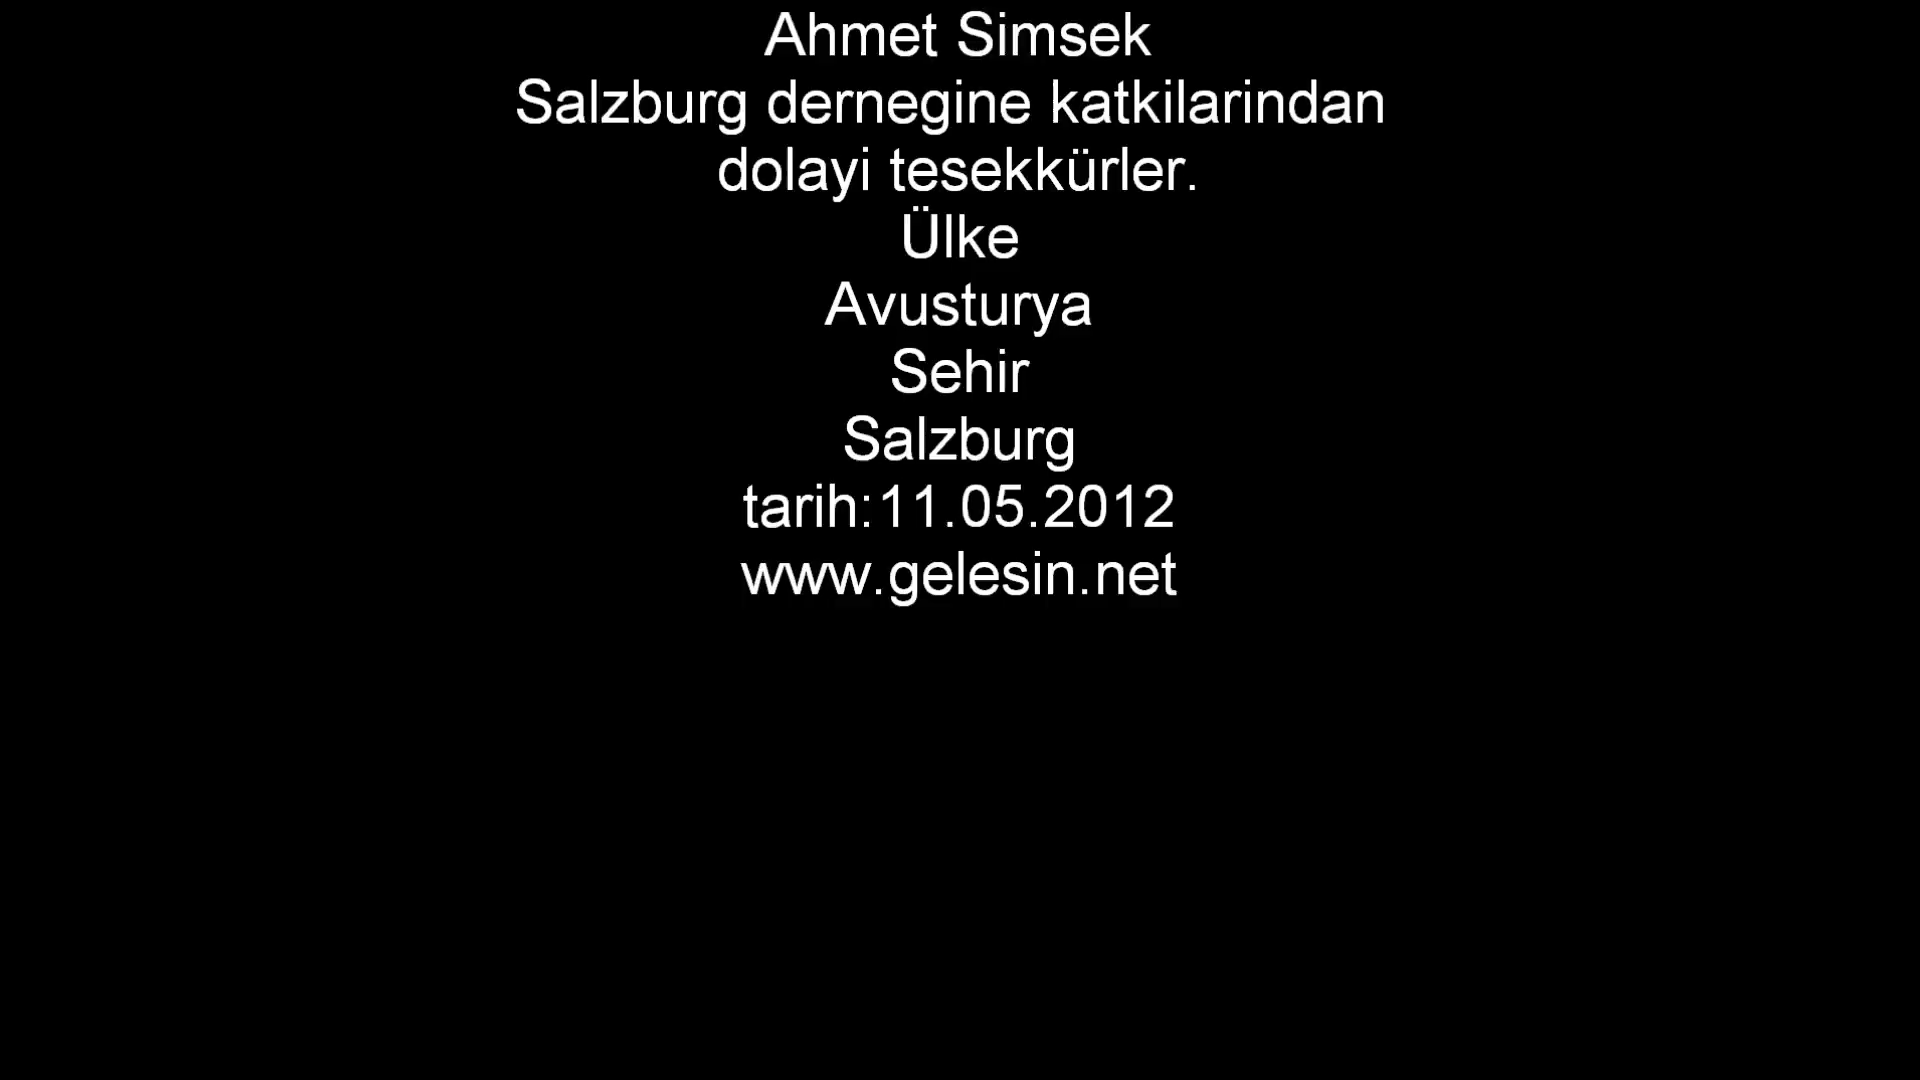 Ahmet Simsek
Salzburg dernegine katkilarindan
dolayi tesekkürler.
Ülke
Avusturya
Sehir
Salzburg
tarih:11.05.2012
www.gelesin.net